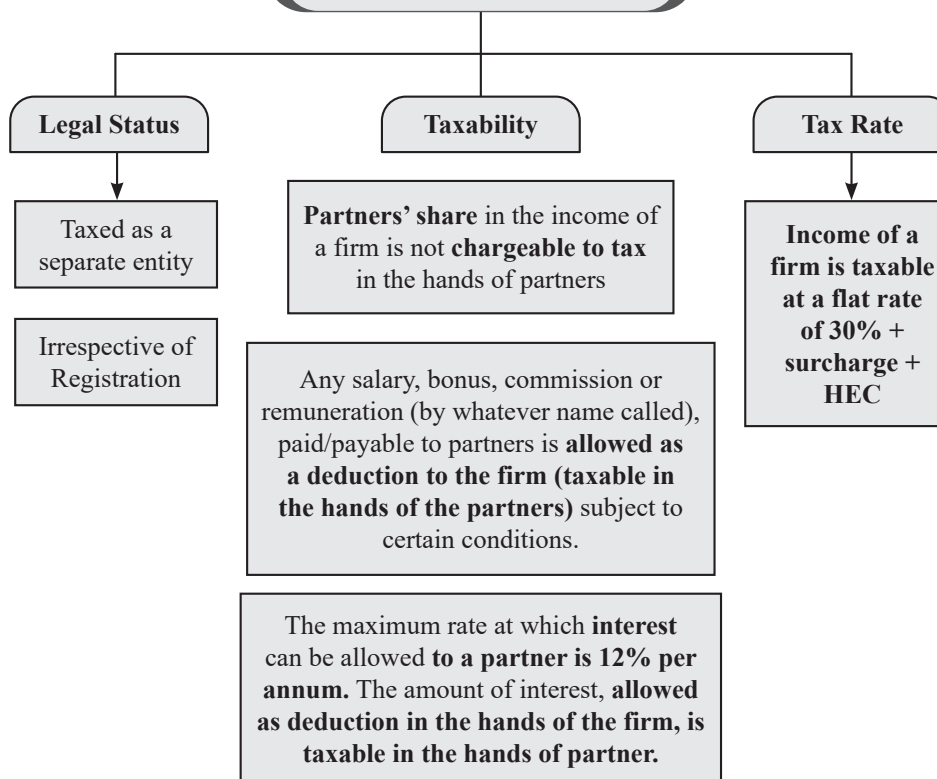 Legal Status
Taxed as a
separate entity
Irrespective of
Registration
Taxability
Partners’ share in the income of
a firm is not chargeable to tax
in the hands of partners
Any salary, bonus, commission or
remuneration (by whatever name called),
paid/payable to partners is allowed as
a deduction to the firm (taxable in
the hands of the partners) subject to
certain conditions.
The maximum rate at which interest
can be allowed to a partner is 12% per
annum. The amount of interest, allowed
as deduction in the hands of the firm, is
taxable in the hands of partner.
Tax Rate
Income of a
firm is taxable
at a flat rate
of 30% +
surcharge +
HEC